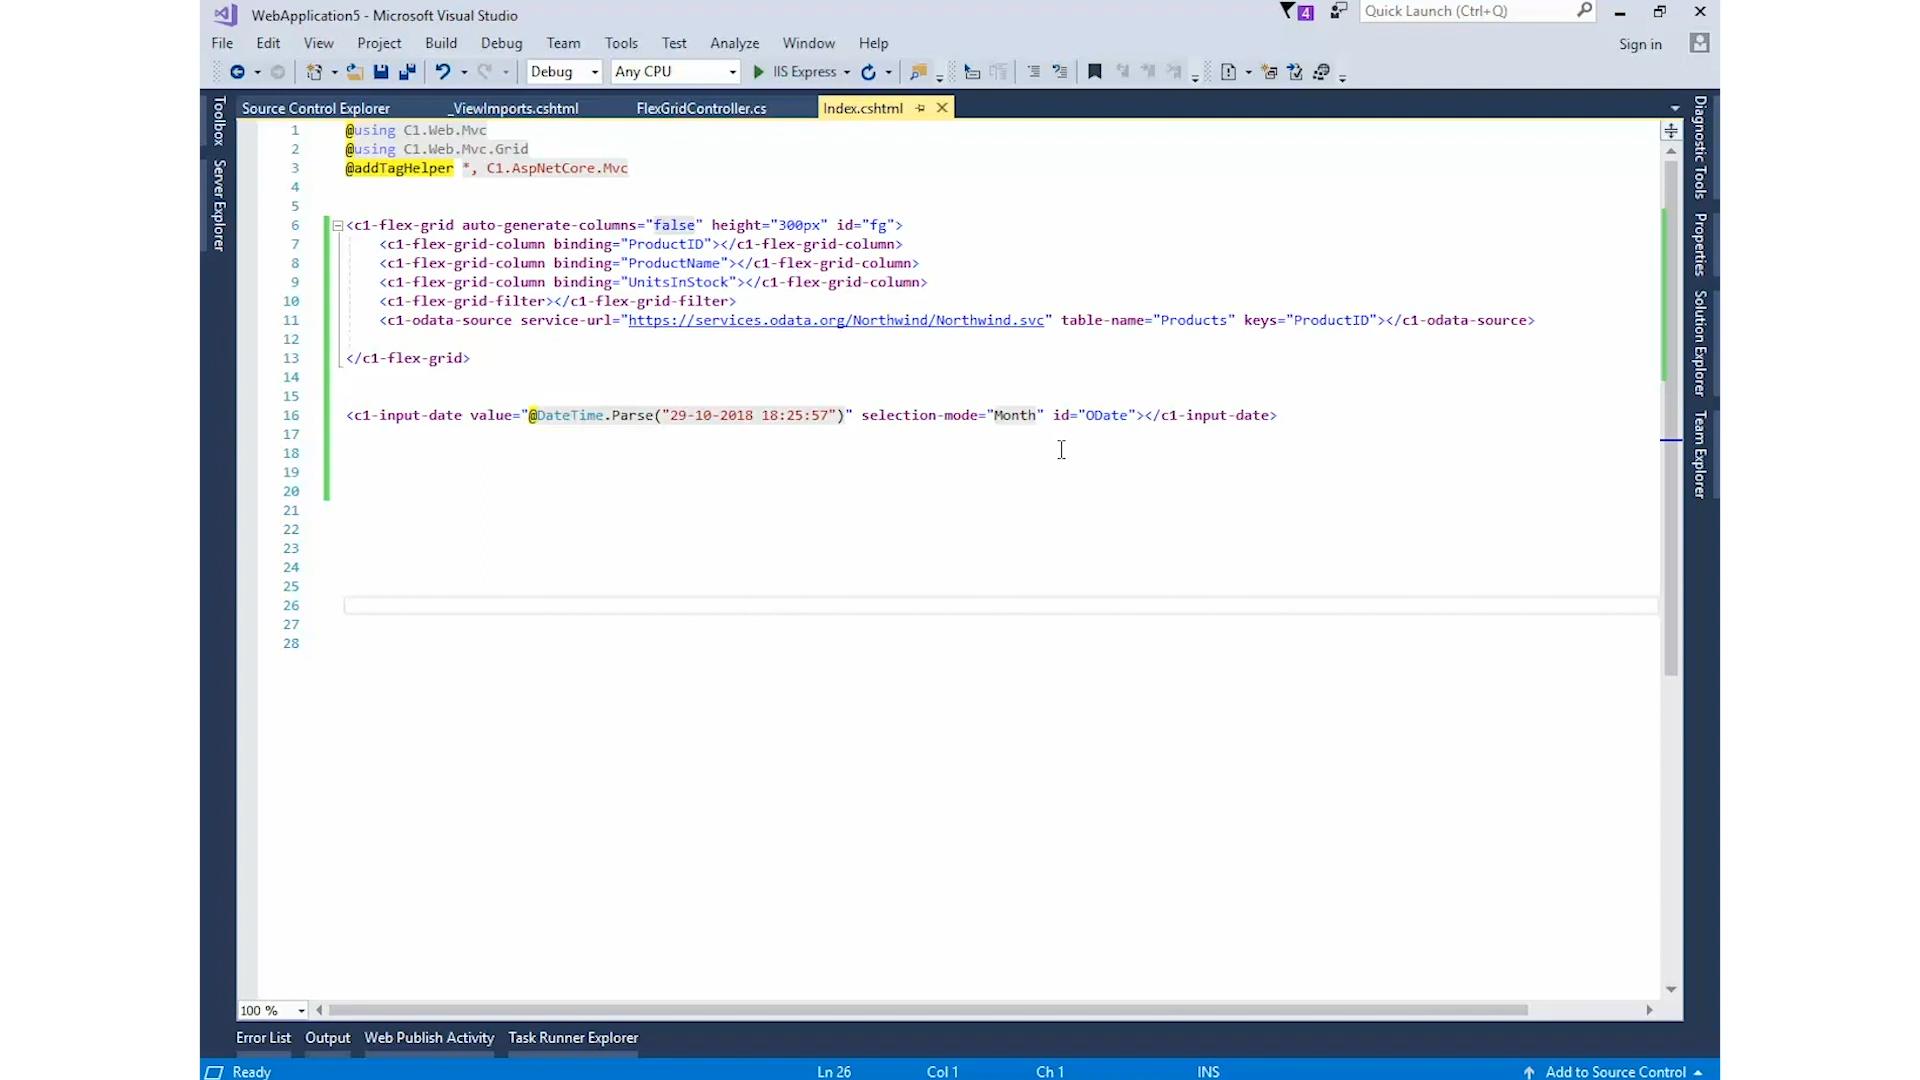 WebApplication5 - Microsoft Visual Studio
4
Quick Launch (Ctrl+Q)
File Edit View Project Build Debug Team Tools Test Analyze Window Help
Sign in
Debug Any CPU IIS Express
Source Control Explorer _ViewImports.cshtml FlexGridController.cs Index.cshtml
Toolbox
Server Explorer
1 @using C1.Web.Mvc
2 @using C1.Web.Mvc.Grid
3 @addTagHelper *, C1.AspNetCore.Mvc
4
5
6 <c1-flex-grid auto-generate-columns="false" height="300px" id="fg">
7 <c1-flex-grid-column binding="ProductID"></c1-flex-grid-column>
8 <c1-flex-grid-column binding="ProductName"></c1-flex-grid-column>
9 <c1-flex-grid-column binding="UnitsInStock"></c1-flex-grid-column>
10 <c1-flex-grid-filter></c1-flex-grid-filter>
11 <c1-odata-source service-url="https://services.odata.org/Northwind/Northwind.svc" table-name="Products" keys="ProductID"></c1-odata-source>
12
13 </c1-flex-grid>
14
15
16 <c1-input-date value="@DateTime.Parse("29-10-2018 18:25:57")" selection-mode="Month" id="ODate"></c1-input-date>
17
18
19
20
21
22
23
24
25
26
27
28
Diagnostic Tools
Properties
Solution Explorer
Team Explorer
100 %
Error List Output Web Publish Activity Task Runner Explorer
Ready Ln 26 Col 1 Ch 1 INS Add to Source Control